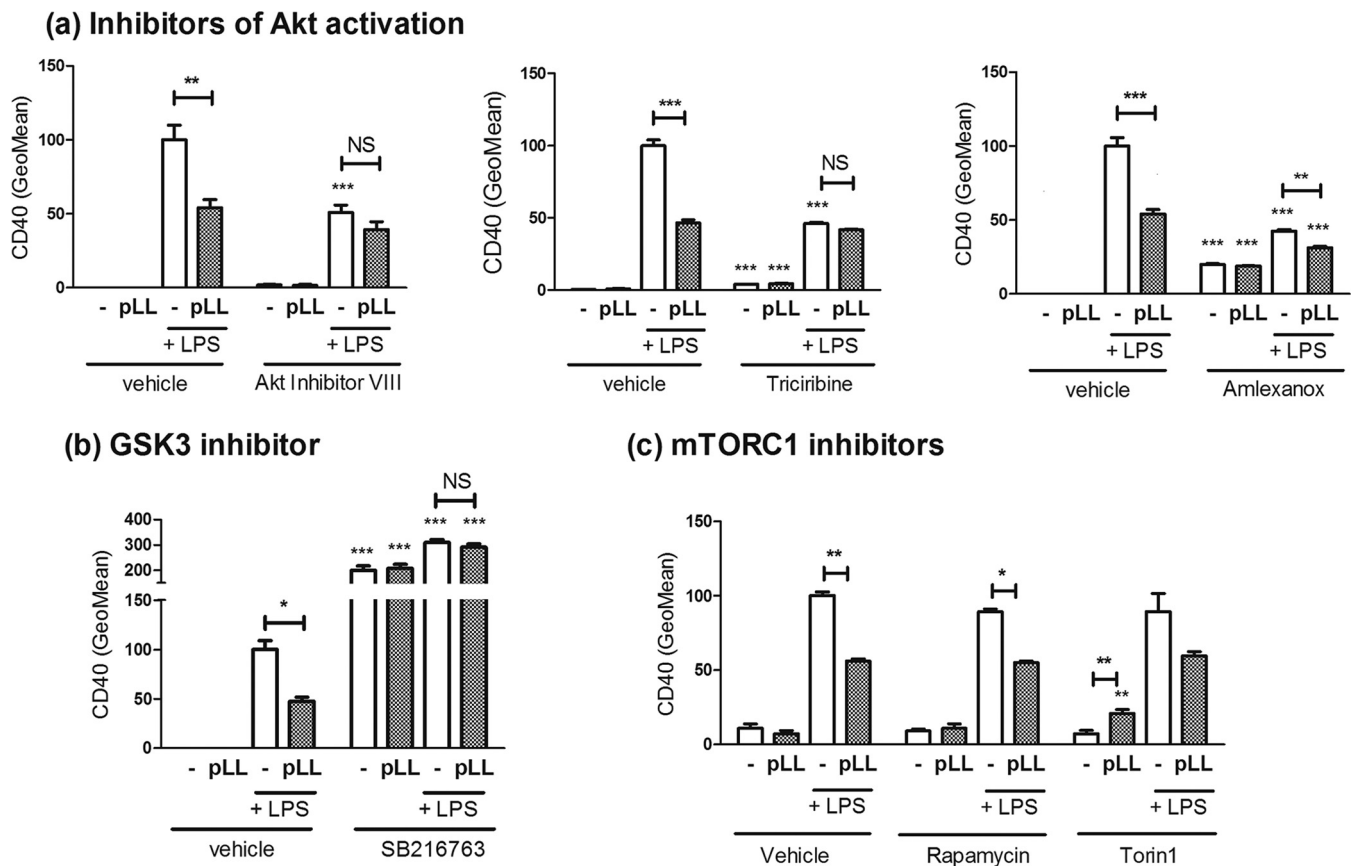 (a) Inhibitors of Akt activation
CD40 (GeoMean)
150
100
50
0
**
NS
***
- pLL - pLL - pLL - pLL
+ LPS + LPS
vehicle Akt Inhibitor VIII
CD40 (GeoMean)
150
100
50
0
***
NS
***
*** ***
- pLL - pLL - pLL - pLL
+ LPS + LPS
vehicle Triciribine
CD40 (GeoMean)
150
100
50
0
***
**
*** ***
*** ***
- pLL - pLL - pLL - pLL
+ LPS + LPS
vehicle Amlexanox
(b) GSK3 inhibitor
CD40 (GeoMean)
400
300
200
150
100
50
0
NS
*** ***
*** ***
*
- pLL - pLL - pLL - pLL
+ LPS + LPS
vehicle SB216763
(c) mTORC1 inhibitors
CD40 (GeoMean)
150
100
50
0
** *
** **
- pLL - pLL - pLL - pLL - pLL - pLL
+ LPS + LPS + LPS
Vehicle Rapamycin Torin1